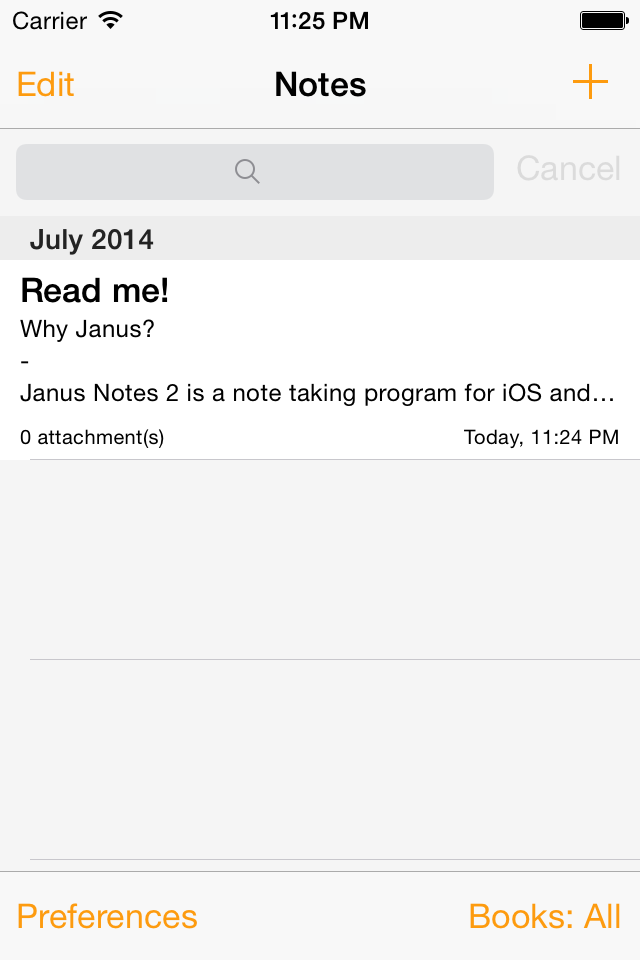 Carrier 11:25 PM
Edit Notes
Cancel
July 2014
Read me!
Why Janus?
-
Janus Notes 2 is a note taking program for iOS and...
0 attachment(s) Today, 11:24 PM
Preferences Books: All